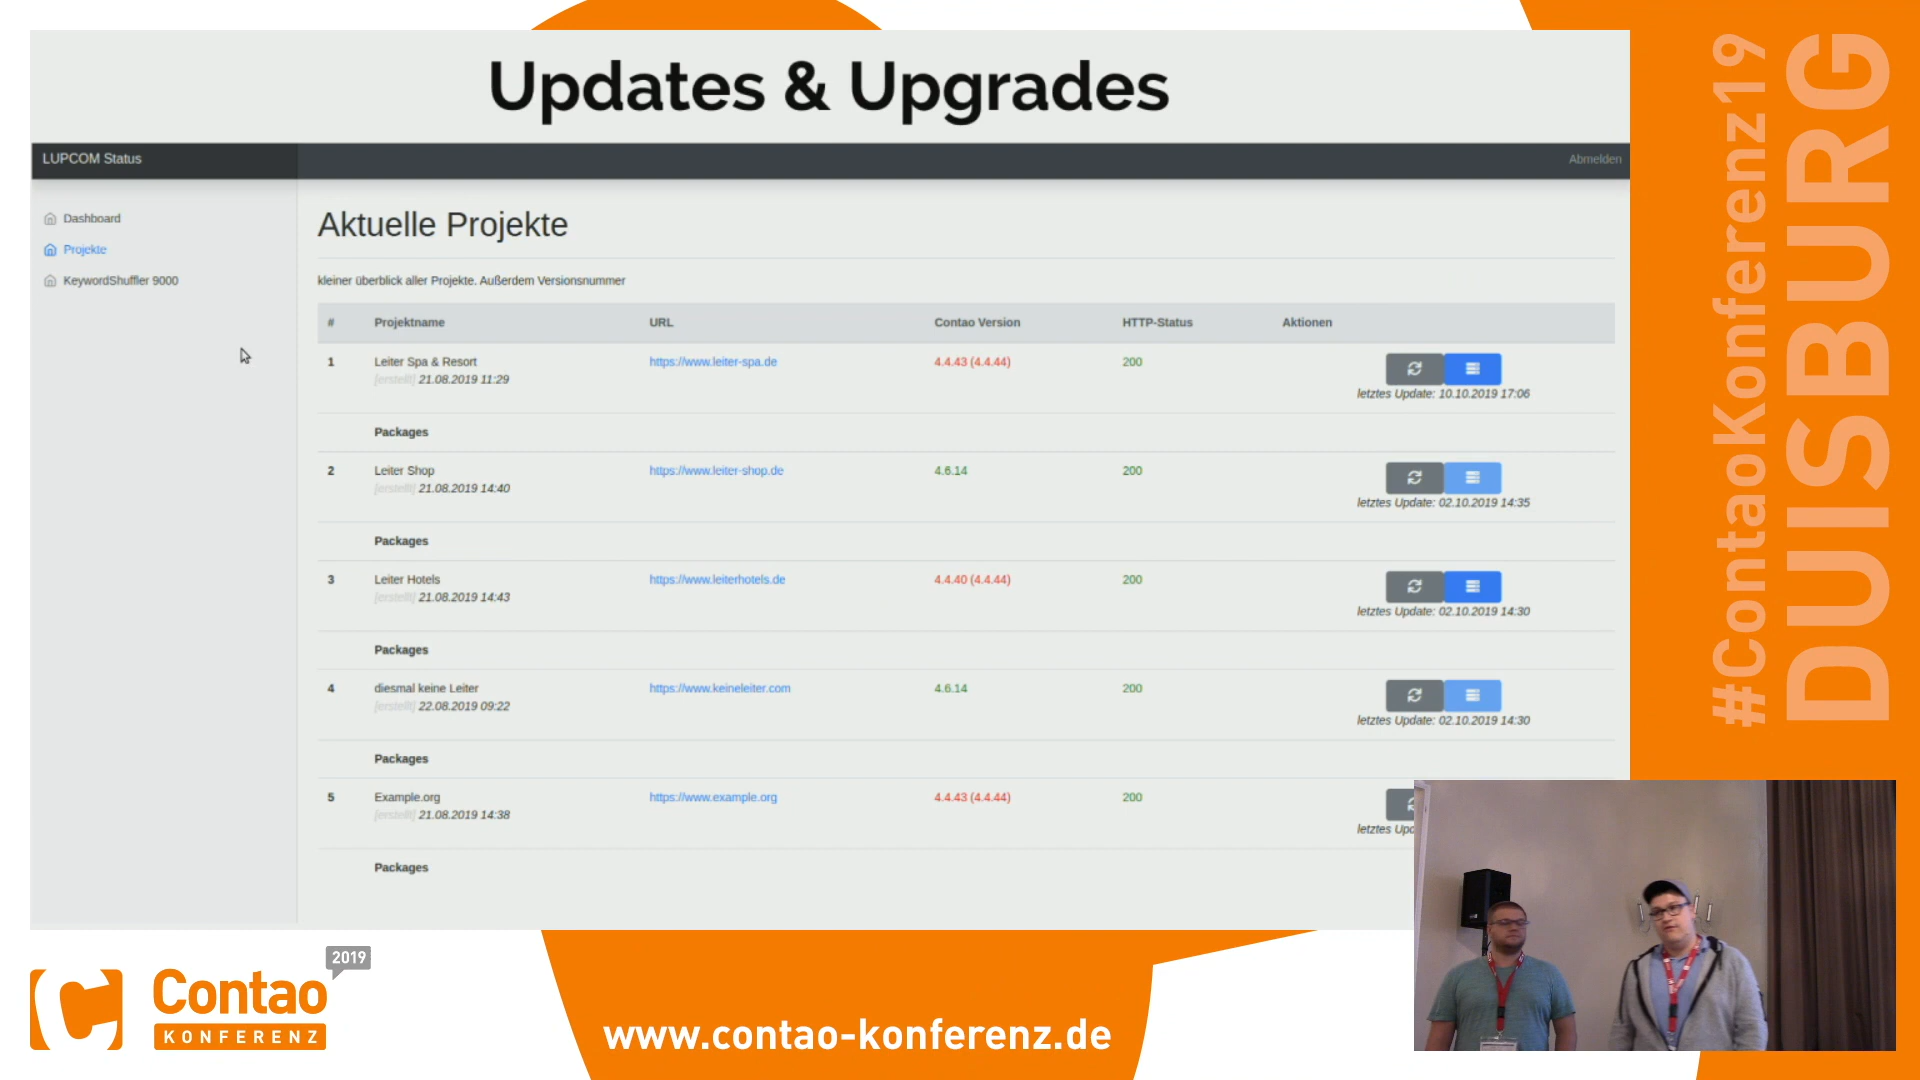 Updates & Upgrades
LUPCOM Status
Abmelden
Dashboard
Projekte
KeywordShuffler 9000
Aktuelle Projekte
kleiner überblick aller Projekte. Außerdem Versionsnummer
# Projektname URL Contao Version HTTP-Status Aktionen
1 Leiter Spa & Resort https://www.leiter-spa.de 4.4.43 (4.4.44) 200
[erstellt] 21.08.2019 11:29
letztes Update: 10.10.2019 17:06
Packages
2 Leiter Shop https://www.leiter-shop.de 4.6.14 200
[erstellt] 21.08.2019 14:40
letztes Update: 02.10.2019 14:35
Packages
3 Leiter Hotels https://www.leiterhotels.de 4.4.40 (4.4.44) 200
[erstellt] 21.08.2019 14:43
letztes Update: 02.10.2019 14:30
Packages
4 diesmal keine Leiter https://www.keineleiter.com 4.6.14 200
[erstellt] 22.08.2019 09:22
letztes Update: 02.10.2019 14:30
Packages
5 Example.org https://www.example.org 4.4.43 (4.4.44) 200
[erstellt] 21.08.2019 14:38
letztes Upd
Packages
#ContaoKonferenz19
DUISBURG
2019
Contao
KONFERENZ
www.contao-konferenz.de